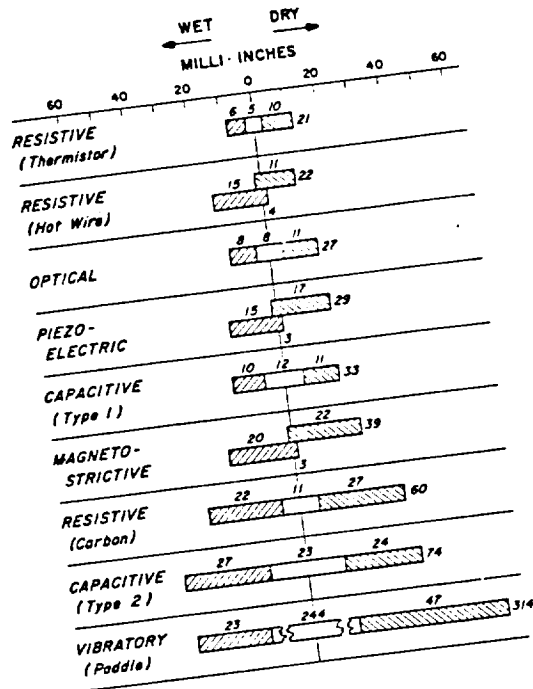 WET DRY
MILLI-INCHES
60 40 20 0 20 40 60
6 5 10 21
RESISTIVE
(Thermistor)
11
15 22
RESISTIVE
(Hot Wire)
4
8 8 11 27
OPTICAL
17
15 29
PIEZO-
ELECTRIC
3
10 12 11 33
CAPACITIVE
(Type 1)
22
20 39
MAGNETO-
STRICTIVE
3
22 11 27 60
RESISTIVE
(Carbon)
27 23 24 74
CAPACITIVE
(Type 2)
23 244 47 314
VIBRATORY
(Paddle)